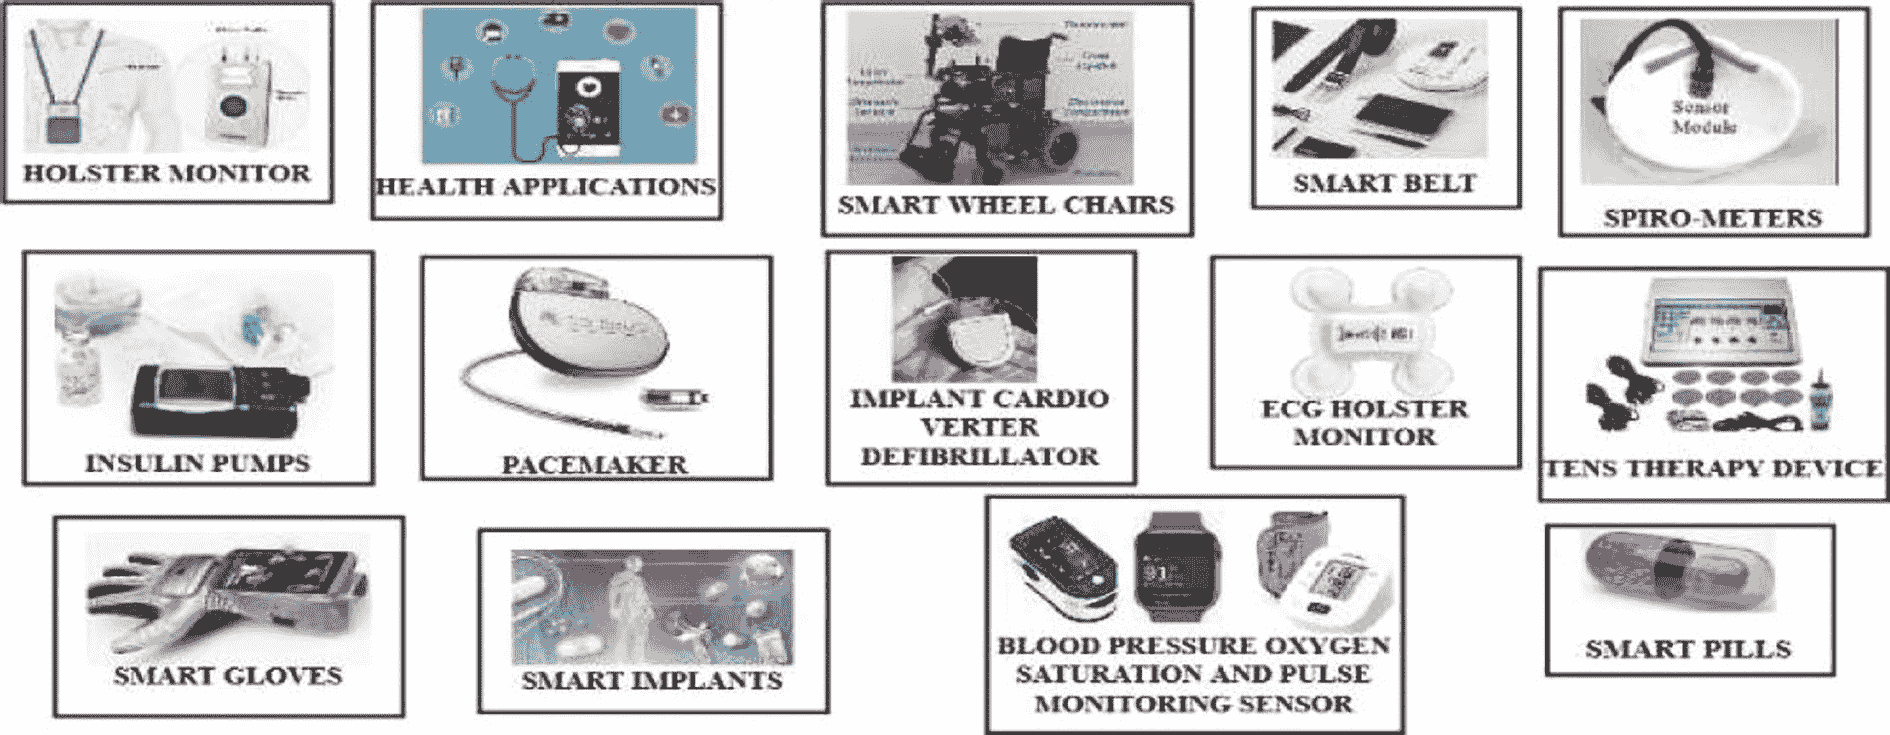 HOLSTER MONITOR
HEALTH APPLICATIONS
SMART WHEEL CHAIRS
SMART BELT
Sensor
Module
SPIRO-METERS
INSULIN PUMPS
PACEMAKER
IMPLANT CARDIO
VERTER
DEFIBRILLATOR
ECG HOLSTER
MONITOR
TENS THERAPY DEVICE
SMART GLOVES
SMART IMPLANTS
BLOOD PRESSURE OXYGEN
SATURATION AND PULSE
MONITORING SENSOR
SMART PILLS